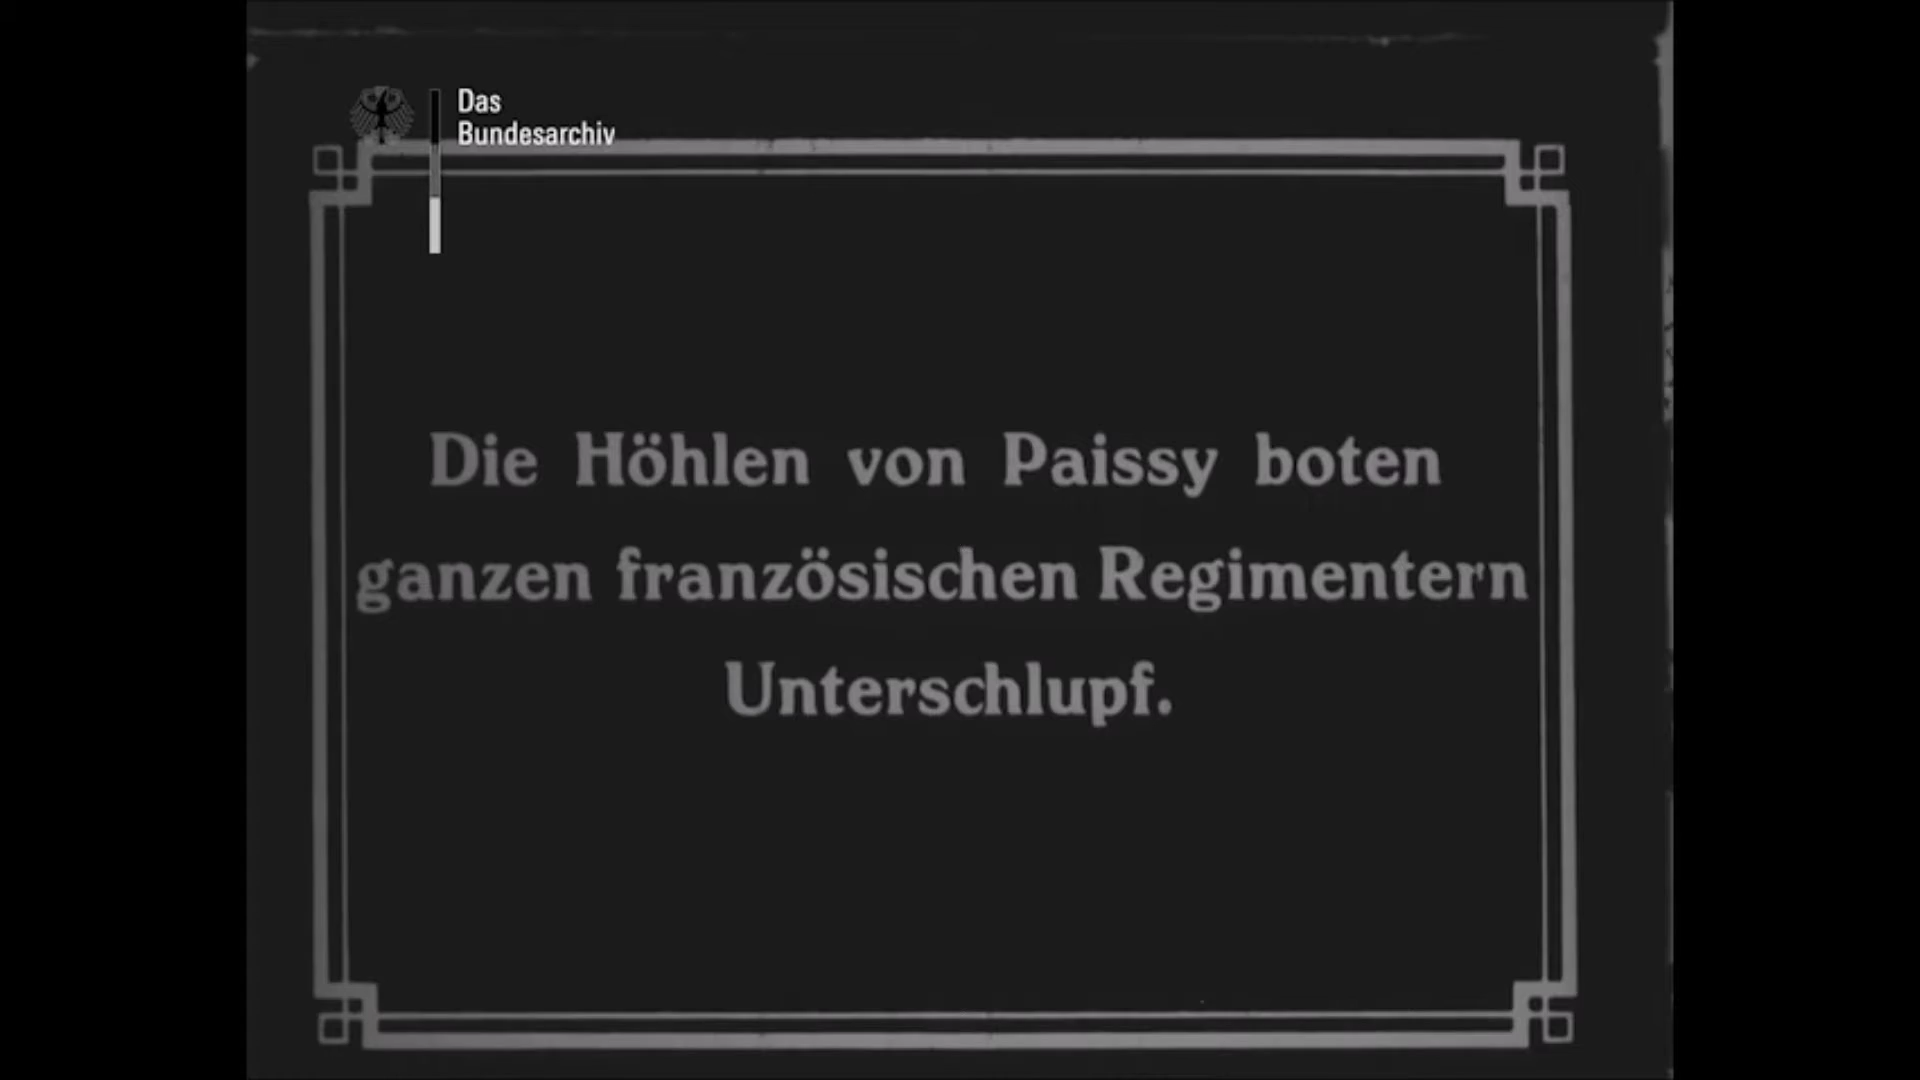 Das
Bundesarchiv
Die Höhlen von Paissy boten
ganzen französischen Regimentern
Unterschlupf.